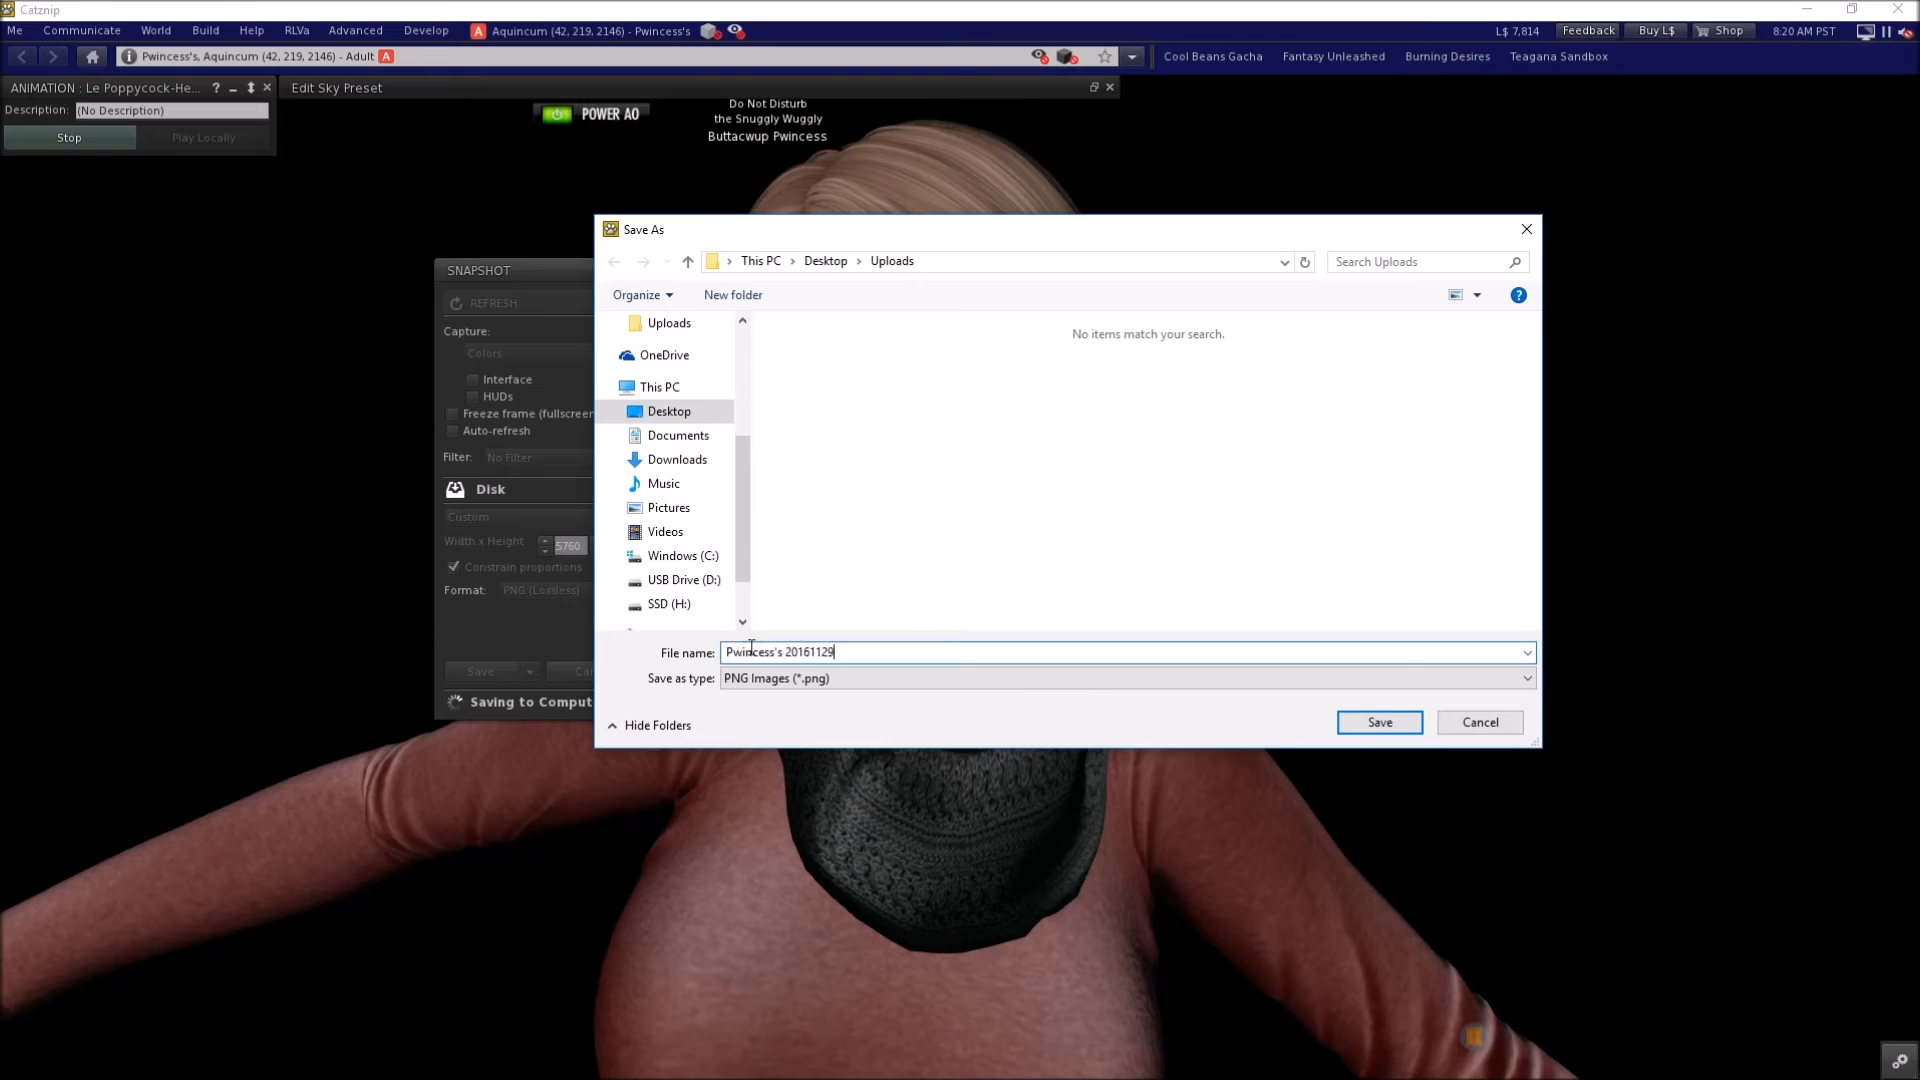 Catznip
Me Communicate World Build Help RLVa Advanced Develop A Aquincum (42, 219, 2146) - Pwincess's L$ 7,814 Feedback Buy L$ Shop 8:20 AM PST
Pwincess's, Aquincum (42, 219, 2146) - Adult A Cool Beans Gacha Fantasy Unleashed Burning Desires Teagana Sandbox
ANIMATION : Le Poppycock-He... ? Edit Sky Preset
Description: (No Description)
Stop Play Locally
POWER AO
Do Not Disturb
the Snuggly Wuggly
Buttacwup Pwincess
Save As
This PC Desktop Uploads Search Uploads
Organize New folder
Uploads
OneDrive
This PC
Desktop
Documents
Downloads
Music
Pictures
Videos
Windows (C:)
USB Drive (D:)
SSD (H:)
No items match your search.
File name: Pwincess's 20161129
Save as type: PNG Images (*.png)
Hide Folders Save Cancel
SNAPSHOT
REFRESH
Capture:
Colors
Interface
HUDs
Freeze frame (fullscreen
Auto-refresh
Filter: No Filter
Disk
Custom
Width x Height 5760
Constrain proportions
Format: PNG (Lossless)
Save Ca
Saving to Comput